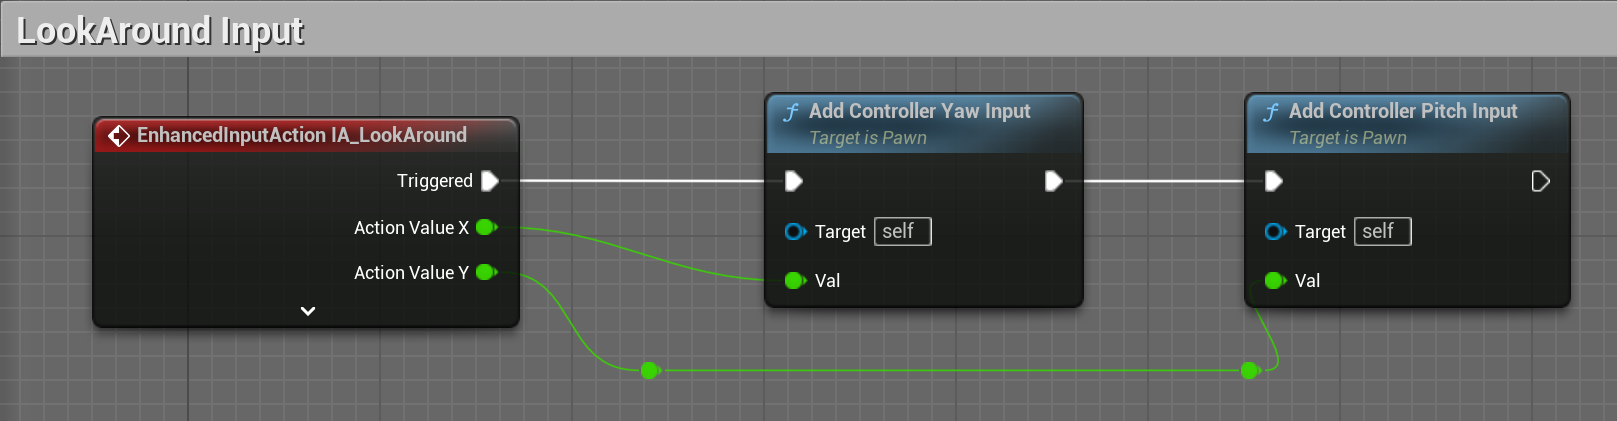 LookAround Input
EnhancedInputAction IA_LookAround
Triggered
Action Value X
Action Value Y
Add Controller Yaw Input
Target is Pawn
Target self
Val
Add Controller Pitch Input
Target is Pawn
Target self
Val